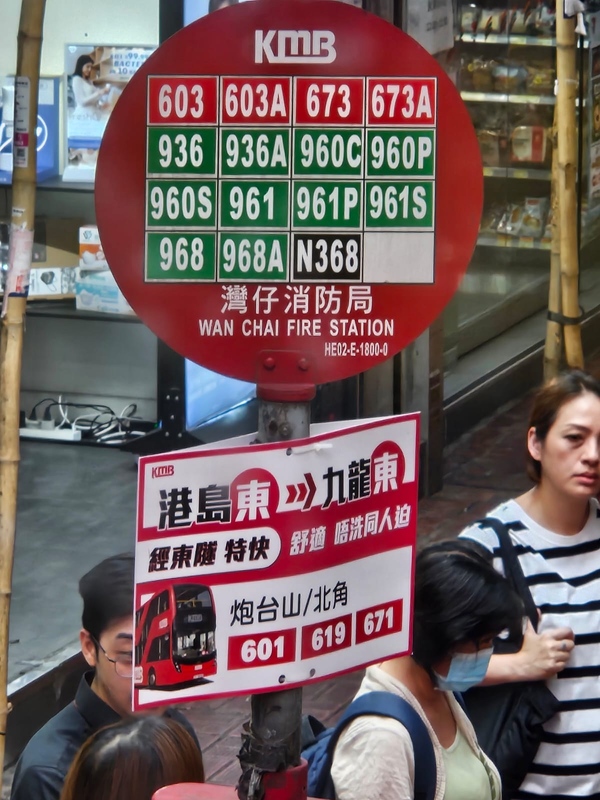 KMB
603 603A 673 673A
936 936A 960C 960P
960S 961 961P 961S
968 968A N368
灣仔消防局
WAN CHAI FIRE STATION
HE02-E-1800-0
KMB
港島東 九龍東
經東隧 特快 舒適 唔洗同人迫
炮台山/北角
601 619 671